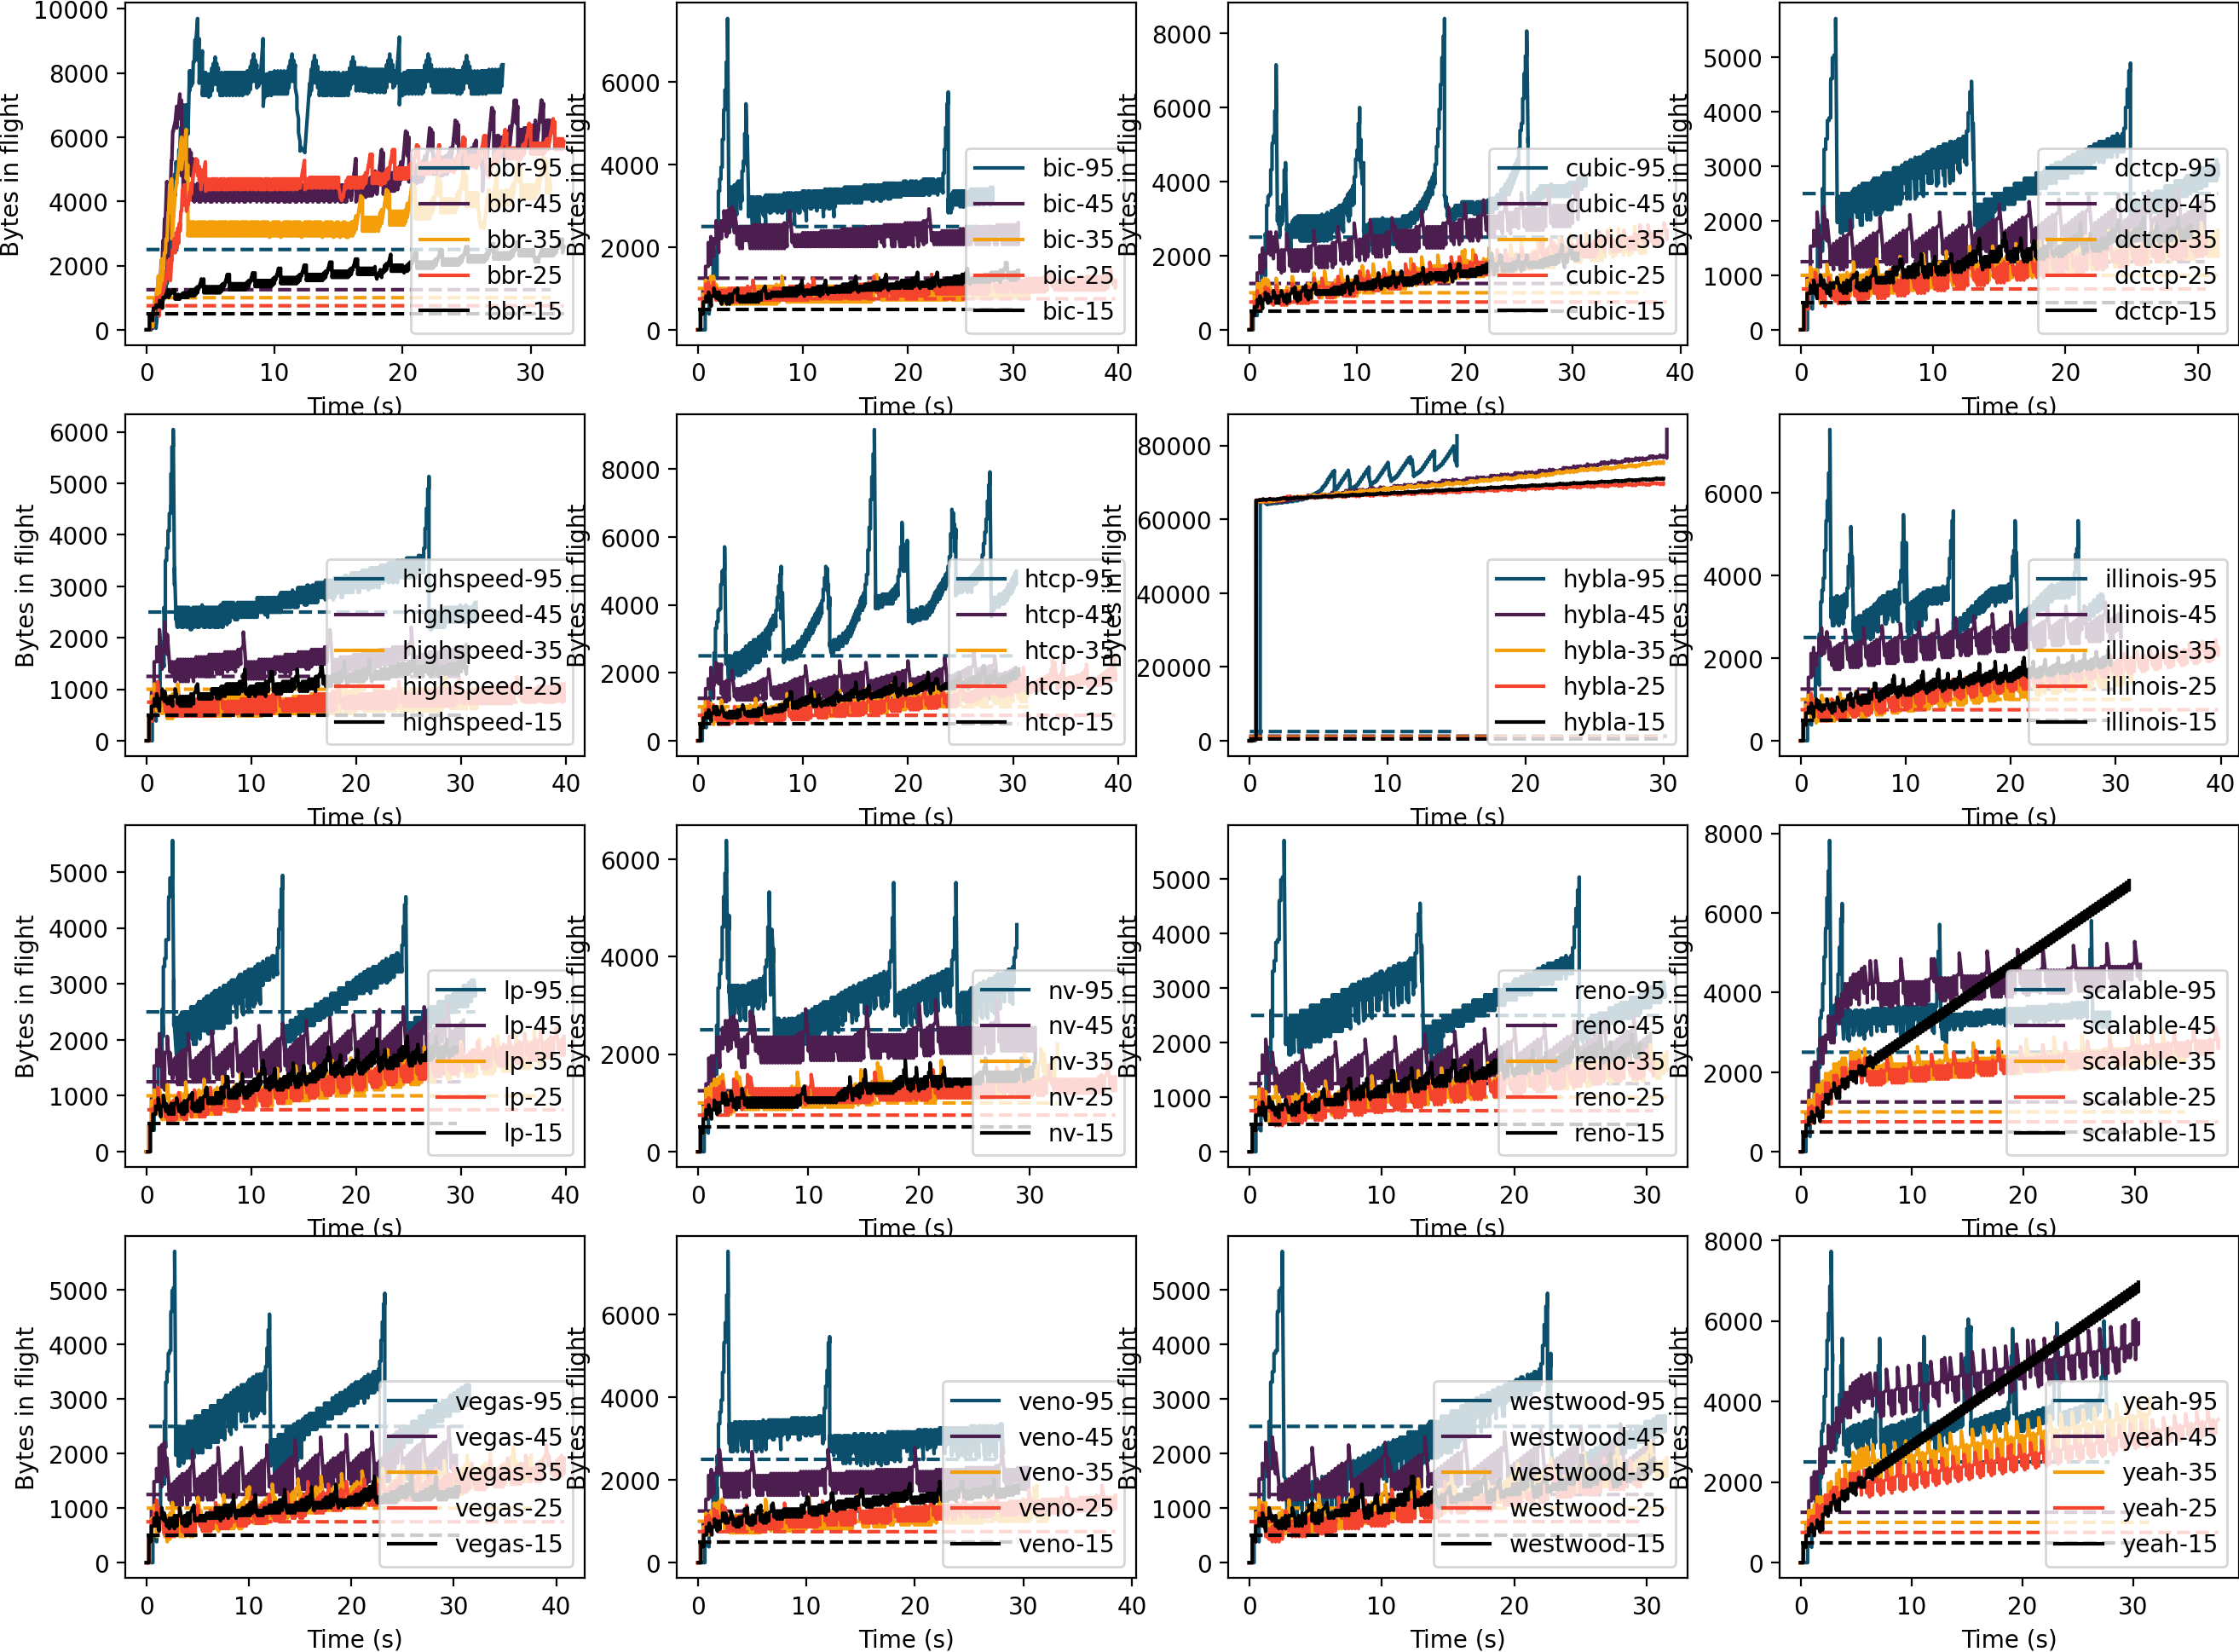 Bytes in flight
10000
8000
6000
4000
2000
0
bbr-95
bbr-45
bbr-35
bbr-25
bbr-15
0 10 20 30
Time (s)
Bytes in flight
6000
4000
2000
0
bic-95
bic-45
bic-35
bic-25
bic-15
0 10 20 30 40
Time (s)
Bytes in flight
8000
6000
4000
2000
0
cubic-95
cubic-45
cubic-35
cubic-25
cubic-15
0 10 20 30 40
Time (s)
Bytes in flight
5000
4000
3000
2000
1000
0
dctcp-95
dctcp-45
dctcp-35
dctcp-25
dctcp-15
0 10 20 30
Time (s)
Bytes in flight
6000
5000
4000
3000
2000
1000
0
highspeed-95
highspeed-45
highspeed-35
highspeed-25
highspeed-15
0 10 20 30 40
Time (s)
Bytes in flight
8000
6000
4000
2000
0
htcp-95
htcp-45
htcp-35
htcp-25
htcp-15
0 10 20 30 40
Time (s)
Bytes in flight
80000
60000
40000
20000
0
hybla-95
hybla-45
hybla-35
hybla-25
hybla-15
0 10 20 30
Time (s)
Bytes in flight
6000
4000
2000
0
illinois-95
illinois-45
illinois-35
illinois-25
illinois-15
0 10 20 30 40
Time (s)
Bytes in flight
5000
4000
3000
2000
1000
0
lp-95
lp-45
lp-35
lp-25
lp-15
0 10 20 30 40
Time (s)
Bytes in flight
6000
4000
2000
0
nv-95
nv-45
nv-35
nv-25
nv-15
0 10 20 30
Time (s)
Bytes in flight
5000
4000
3000
2000
1000
0
reno-95
reno-45
reno-35
reno-25
reno-15
0 10 20 30
Time (s)
Bytes in flight
8000
6000
4000
2000
0
scalable-95
scalable-45
scalable-35
scalable-25
scalable-15
0 10 20 30
Time (s)
Bytes in flight
5000
4000
3000
2000
1000
0
vegas-95
vegas-45
vegas-35
vegas-25
vegas-15
0 10 20 30 40
Time (s)
Bytes in flight
6000
4000
2000
0
veno-95
veno-45
veno-35
veno-25
veno-15
0 10 20 30 40
Time (s)
Bytes in flight
5000
4000
3000
2000
1000
0
westwood-95
westwood-45
westwood-35
westwood-25
westwood-15
0 10 20 30
Time (s)
Bytes in flight
8000
6000
4000
2000
0
yeah-95
yeah-45
yeah-35
yeah-25
yeah-15
0 10 20 30
Time (s)